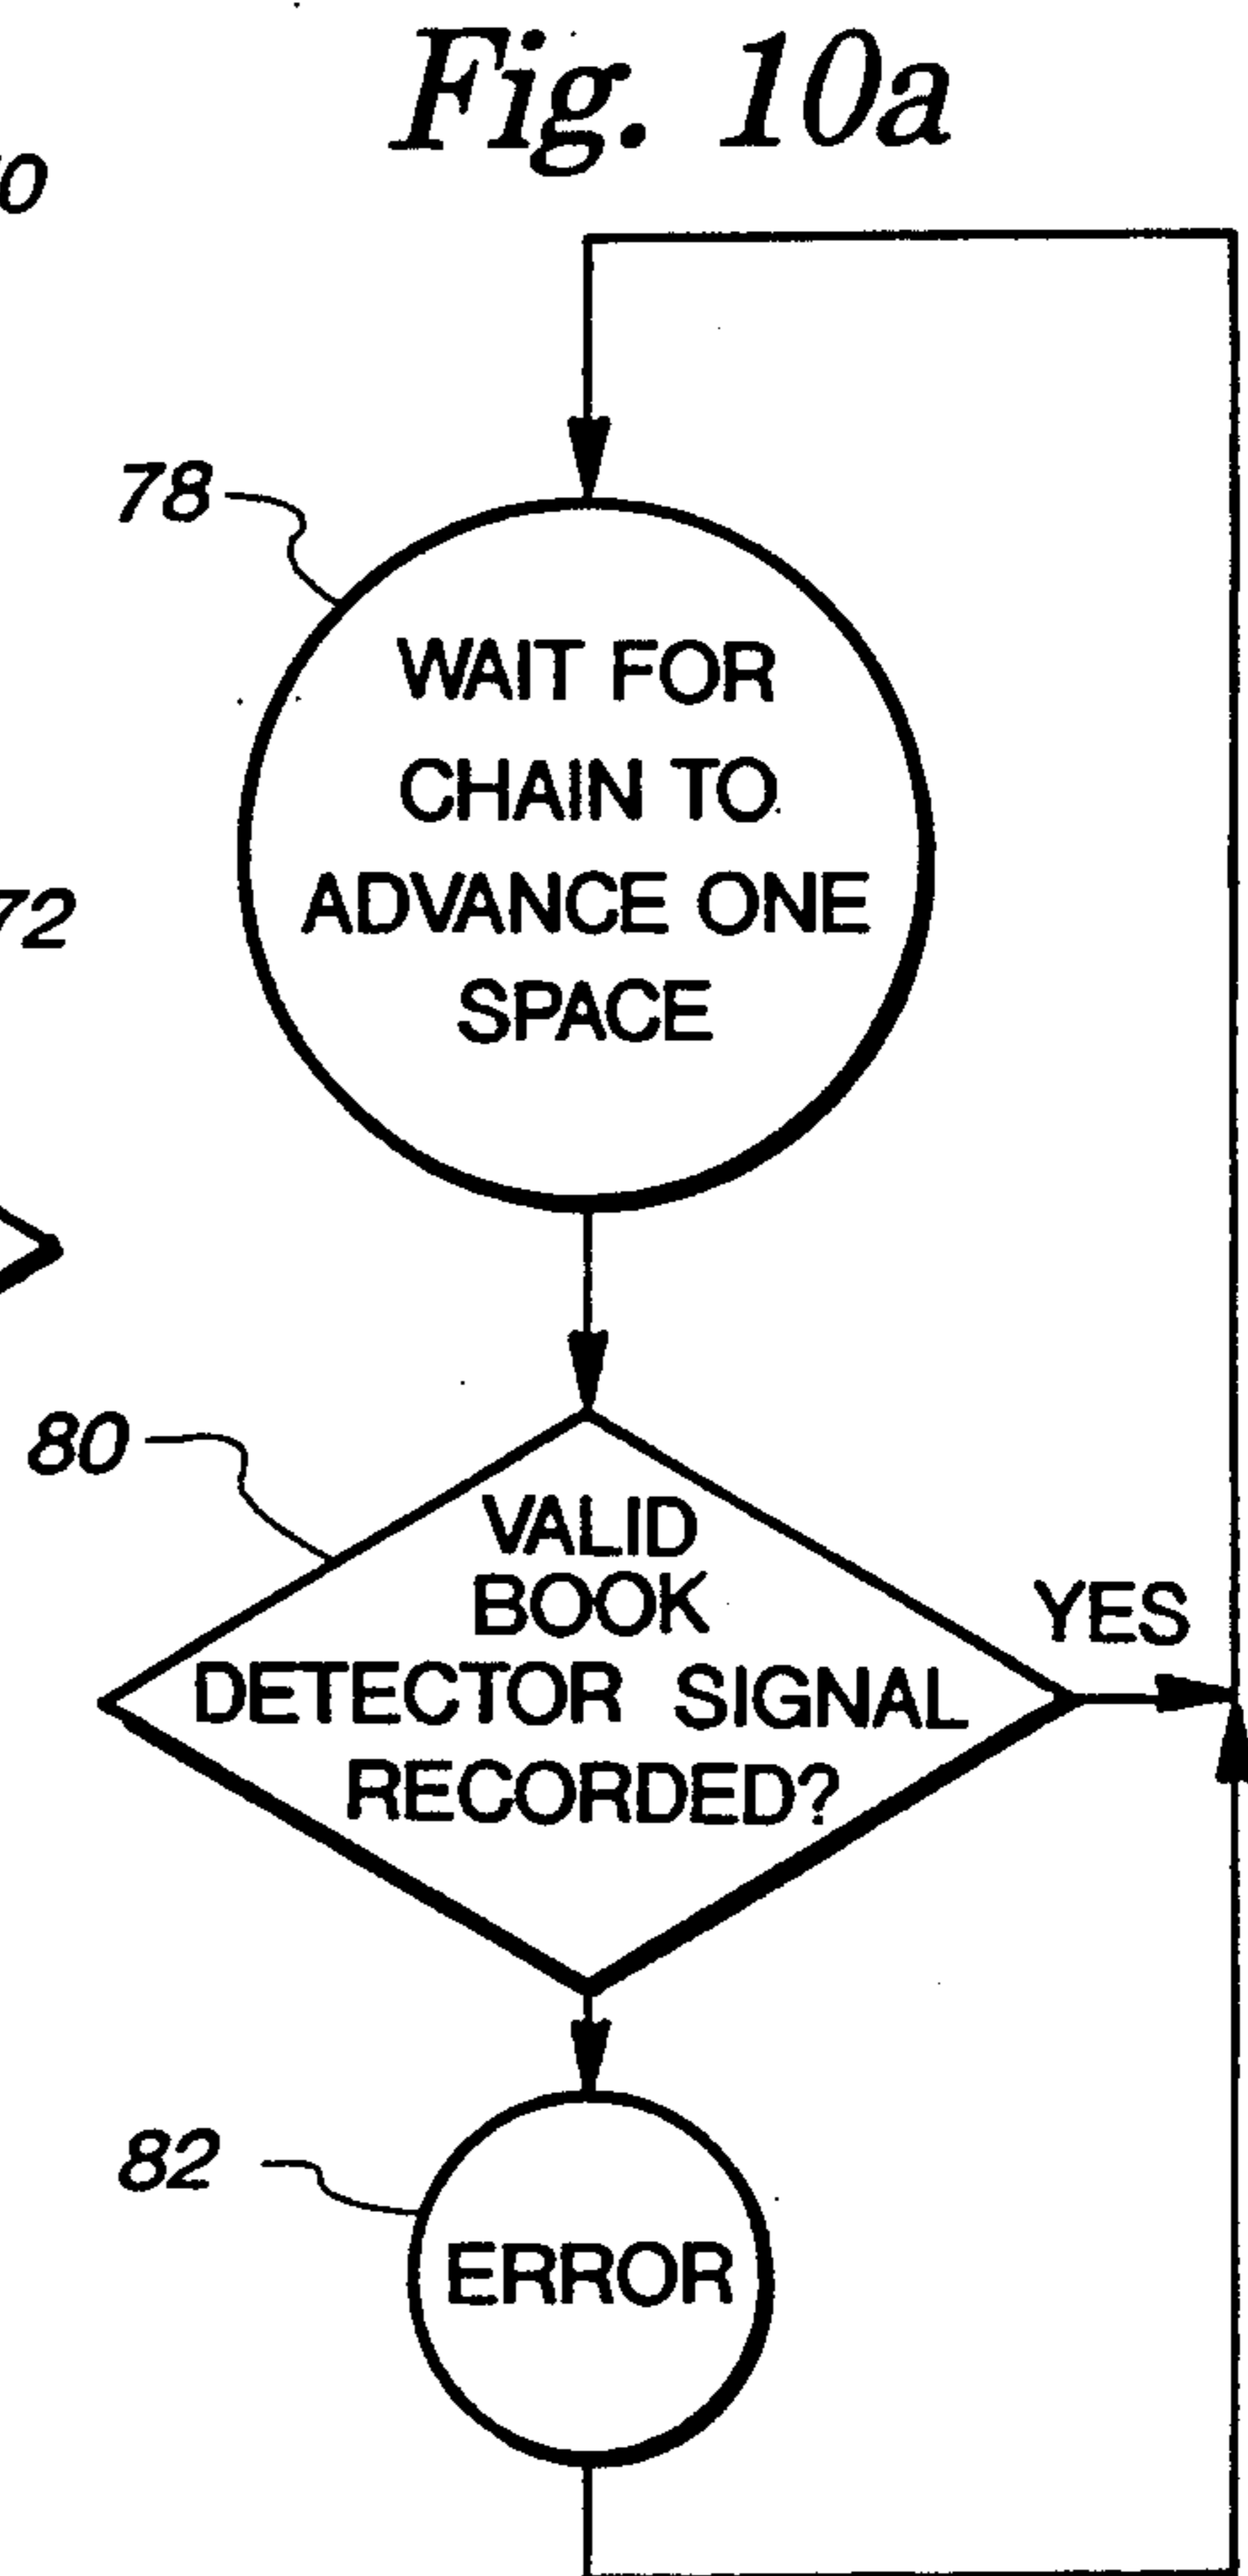 Fig. 10a
78
WAIT FOR
CHAIN TO
ADVANCE ONE
SPACE
72
80
VALID
BOOK
DETECTOR SIGNAL
RECORDED?
YES
82
ERROR